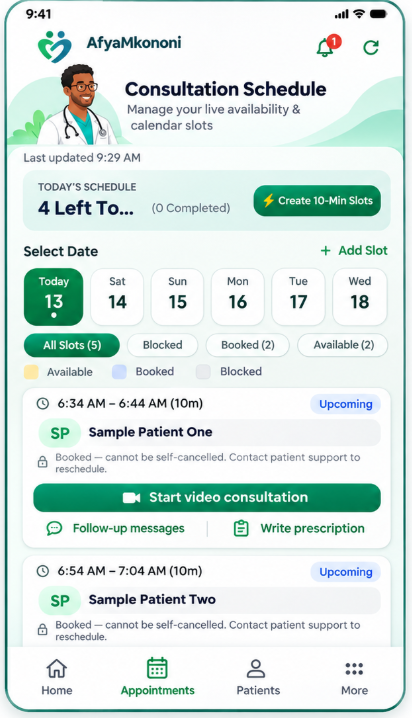 9:41
AfyaMkononi
1
Consultation Schedule
Manage your live availability &
calendar slots
Last updated 9:29 AM
TODAY'S SCHEDULE
4 Left To... (0 Completed)
Create 10-Min Slots
Select Date
+ Add Slot
Today Sat Sun Mon Tue Wed
13 14 15 16 17 18
All Slots (5) Blocked Booked (2) Available (2)
Available Booked Blocked
6:34 AM – 6:44 AM (10m) Upcoming
SP Sample Patient One
Booked — cannot be self-cancelled. Contact patient support to
reschedule.
Start video consultation
Follow-up messages Write prescription
6:54 AM – 7:04 AM (10m) Upcoming
SP Sample Patient Two
Booked — cannot be self-cancelled. Contact patient support to
reschedule.
Home Appointments Patients More